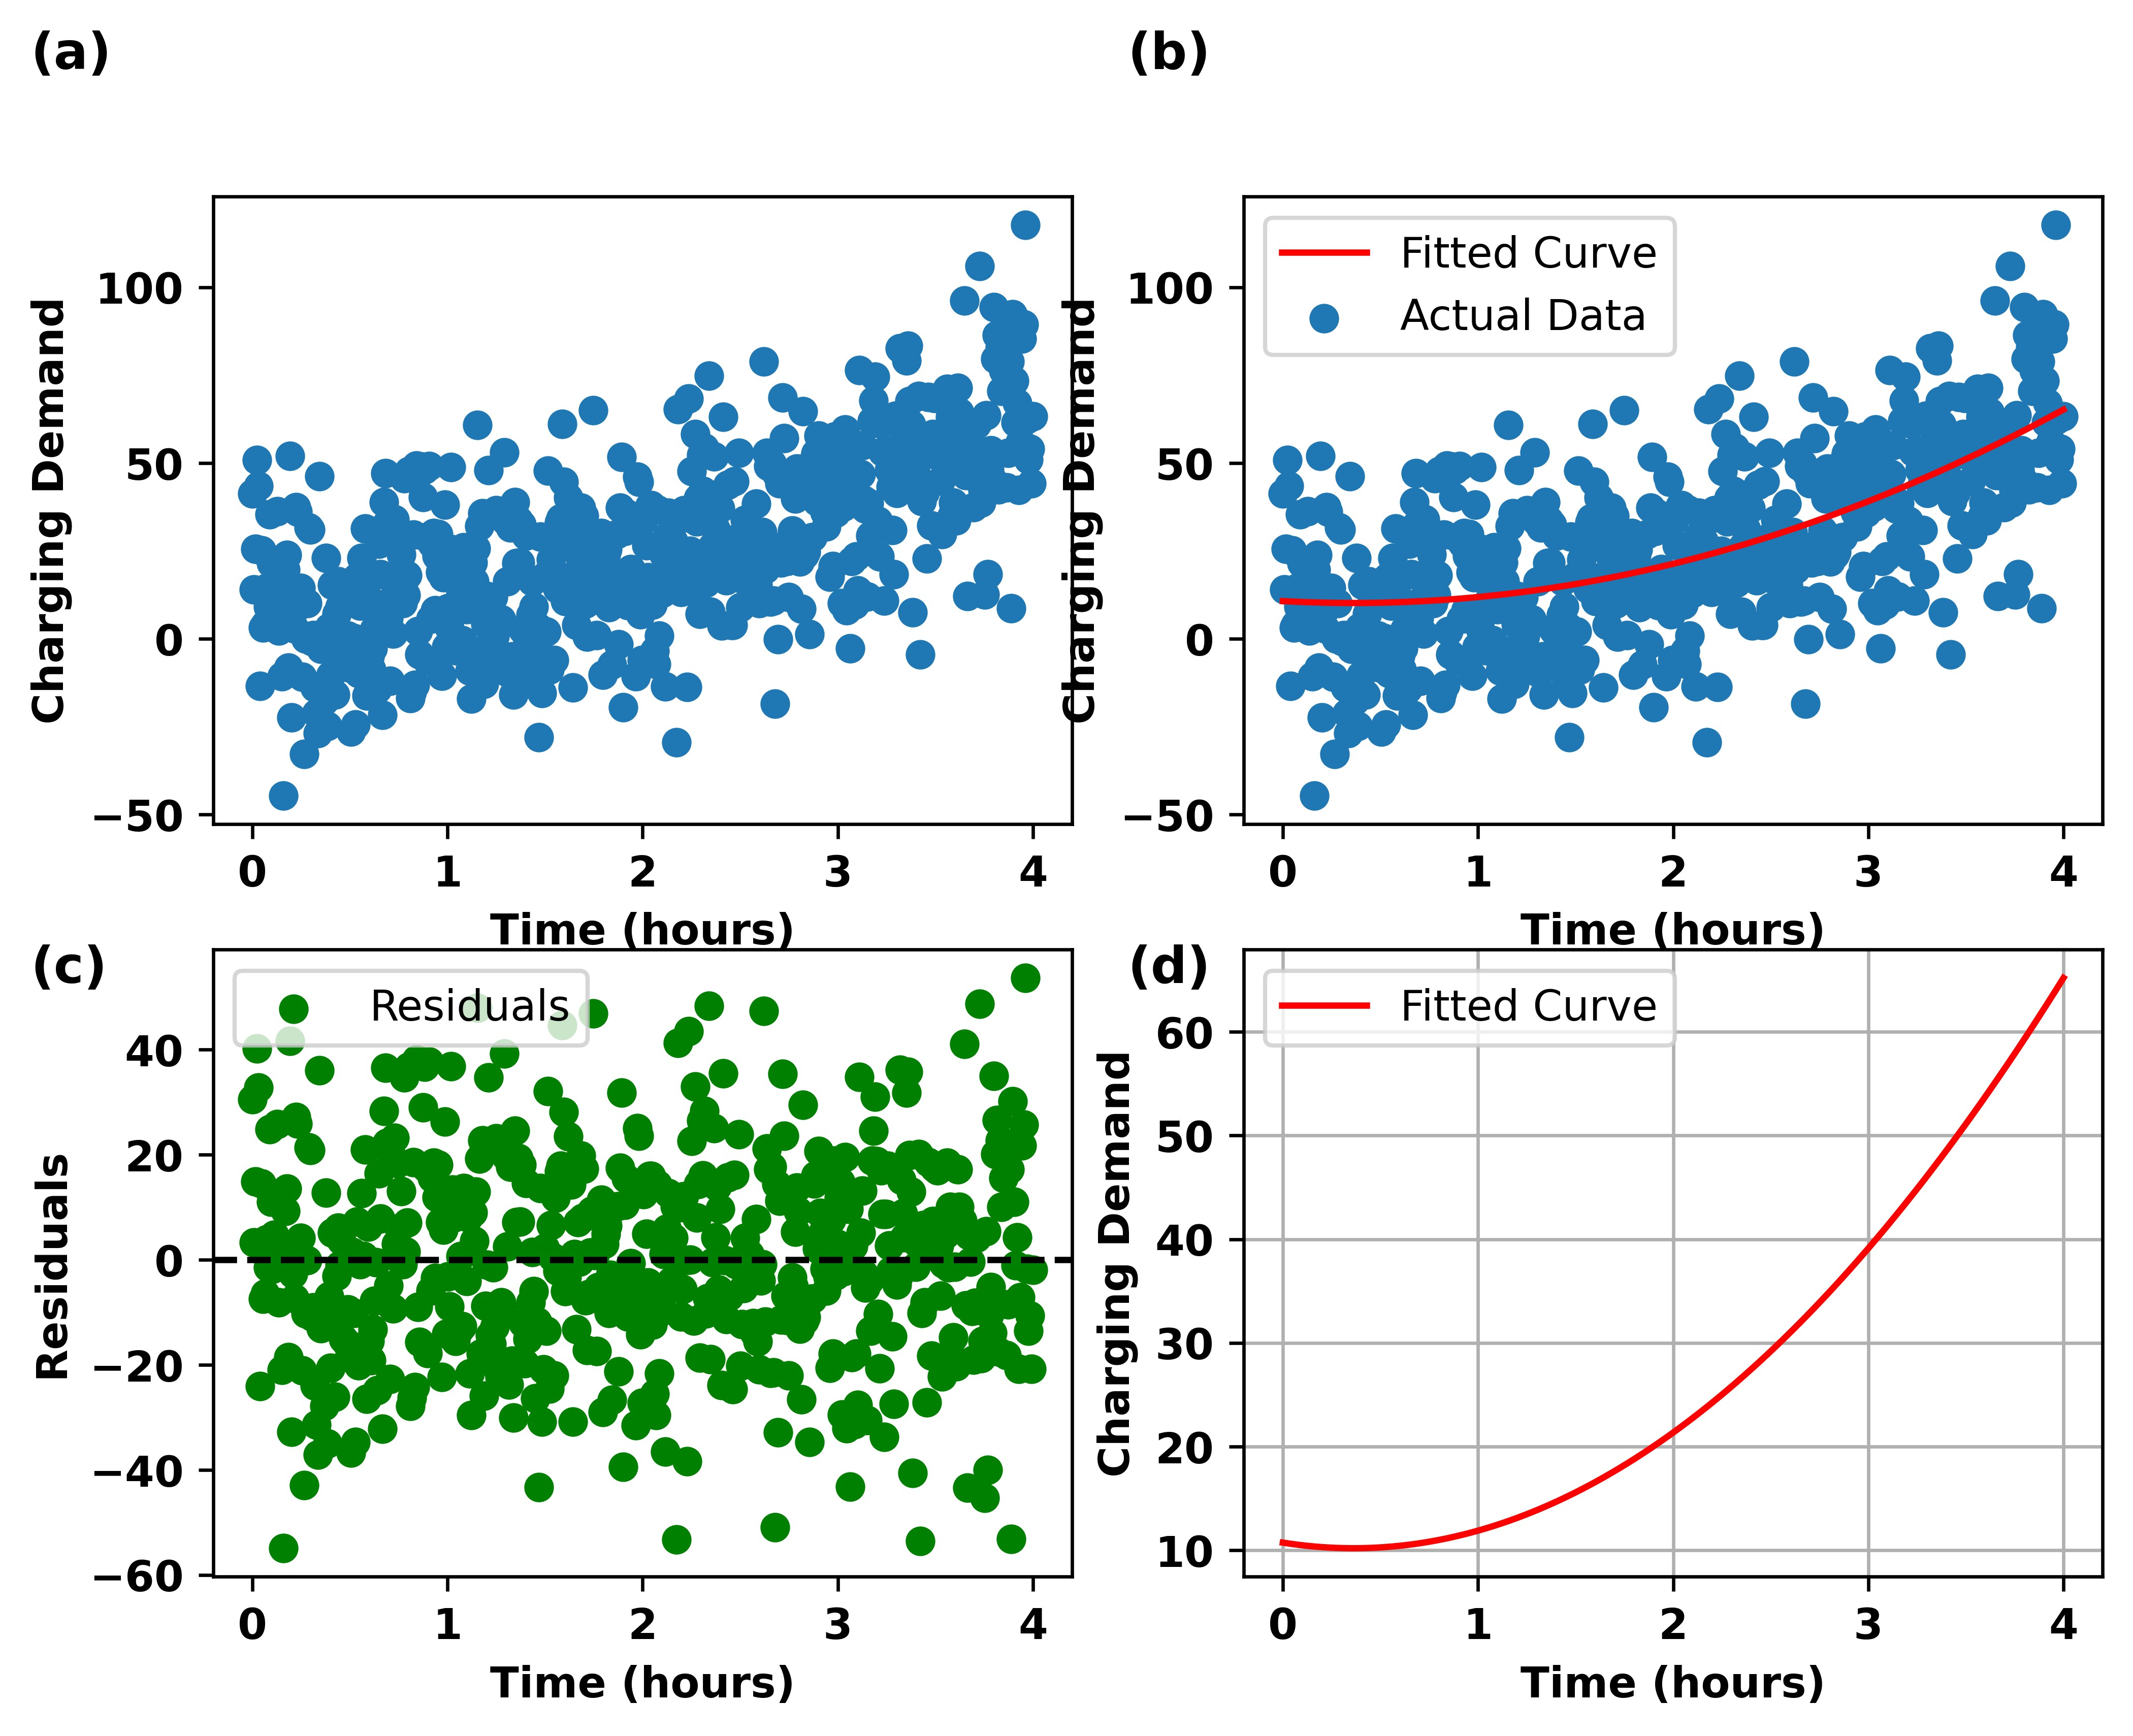 (a)
(b)
Charging Demand
100
50
0
−50
0 1 2 3 4
Time (hours)
Charging Demand
100
50
0
−50
Fitted Curve
Actual Data
0 1 2 3 4
Time (hours)
(c)
(d)
Residuals
40
20
0
−20
−40
−60
Residuals
0 1 2 3 4
Time (hours)
Charging Demand
60
50
40
30
20
10
Fitted Curve
0 1 2 3 4
Time (hours)